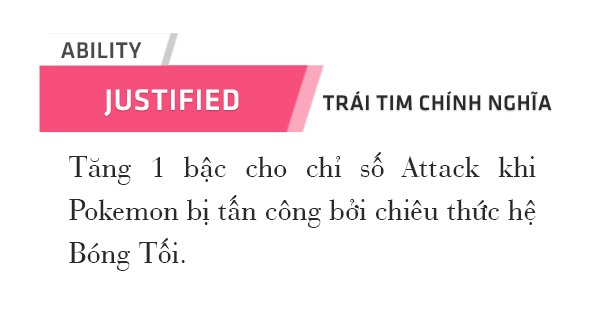 ABILITY
JUSTIFIED
TRÁI TIM CHÍNH NGHĨA
Tăng 1 bậc cho chỉ số Attack khi
Pokemon bị tấn công bởi chiêu thức hệ
Bóng Tối.